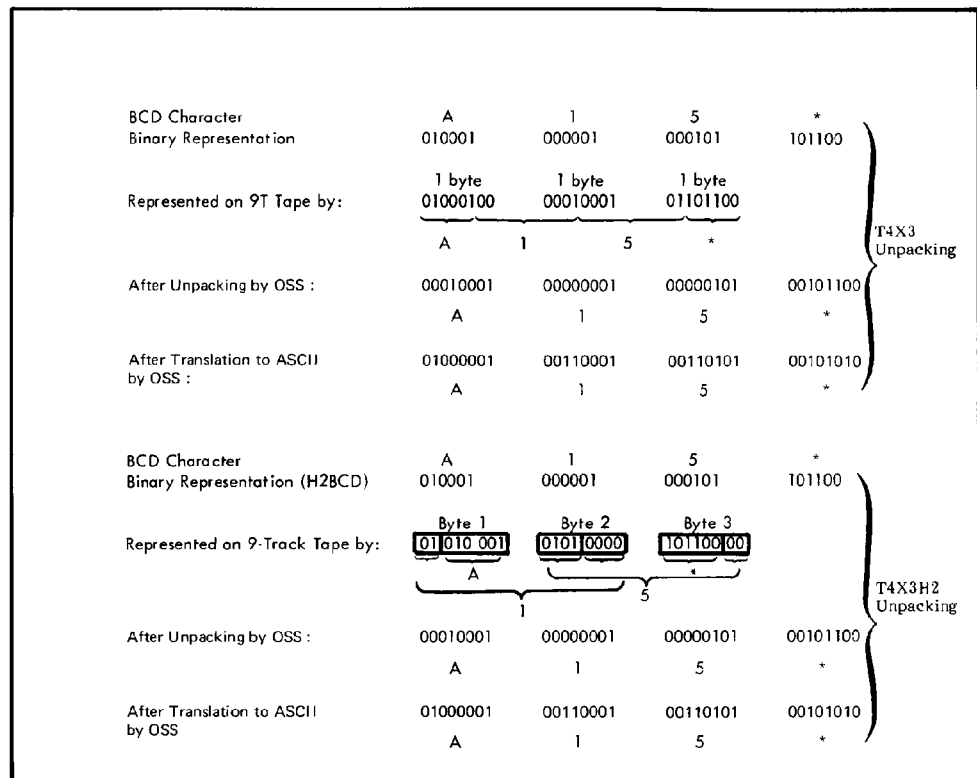 BCD Character A 1 5 *
Binary Representation 010001 000001 000101 101100
1 byte 1 byte 1 byte
Represented on 9T Tape by: 01000100 00010001 01101100
A 1 5 *
T4X3
Unpacking
After Unpacking by OSS : 00010001 00000001 00000101 00101100
A 1 5 *
After Translation to ASCII 01000001 00110001 00110101 00101010
by OSS :
A 1 5 *
BCD Character A 1 5 *
Binary Representation (H2BCD) 010001 000001 000101 101100
Byte 1 Byte 2 Byte 3
Represented on 9-Track Tape by: 01 010 001 0101 0000 101100 00
A *
1 5
T4X3H2
Unpacking
After Unpacking by OSS : 00010001 00000001 00000101 00101100
A 1 5 *
After Translation to ASCII 01000001 00110001 00110101 00101010
by OSS
A 1 5 *